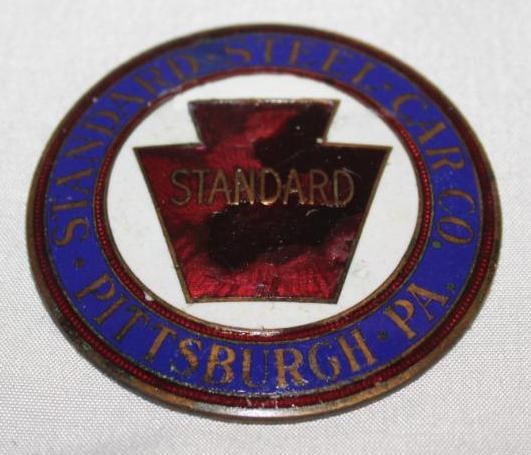 STANDARD STEEL CAR CO.
STANDARD
· PITTSBURGH · PA.